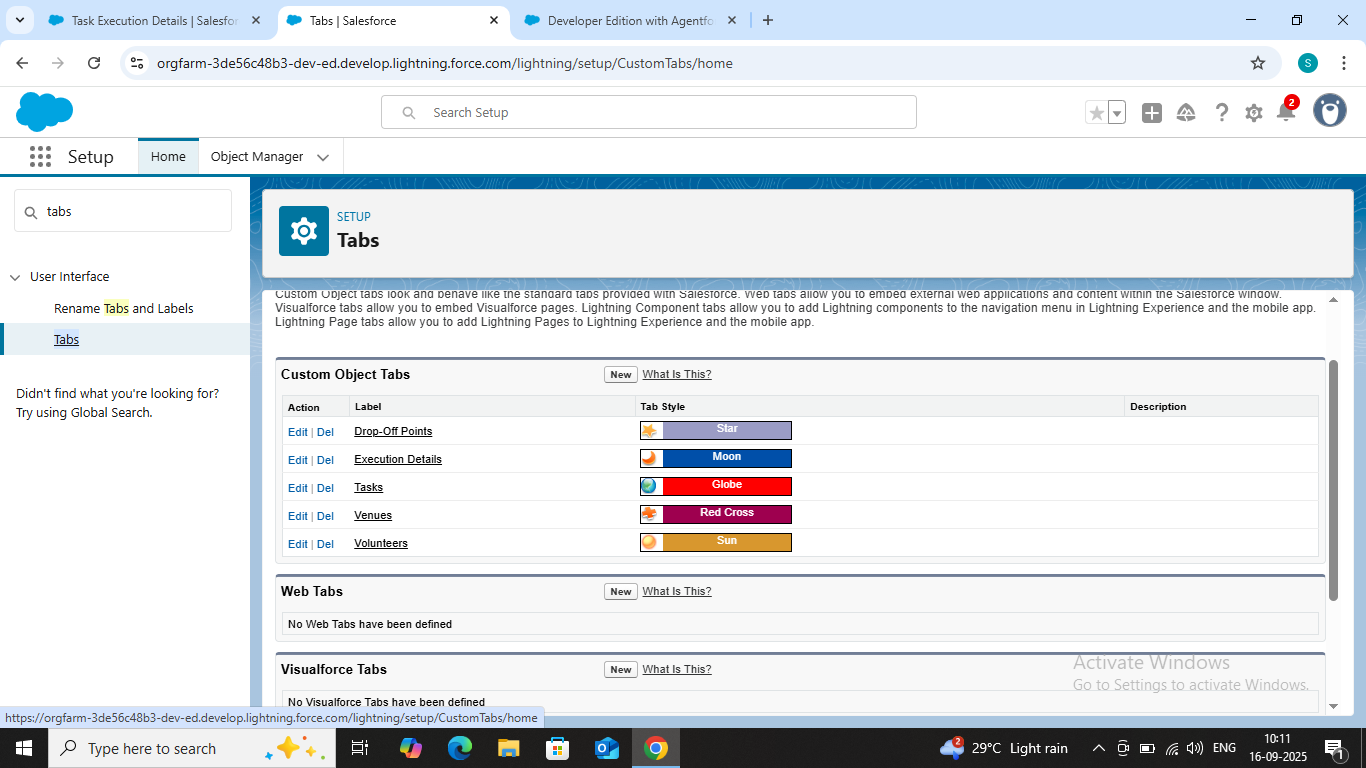 Task Execution Details | Salesfor
Tabs | Salesforce
Developer Edition with Agentfo
orgfarm-3de56c48b3-dev-ed.develop.lightning.force.com/lightning/setup/CustomTabs/home
S
Search Setup
2
Setup
Home
Object Manager
tabs
User Interface
Rename Tabs and Labels
Tabs
Didn't find what you're looking for?
Try using Global Search.
SETUP
Tabs
Custom Object tabs look and behave like the standard tabs provided with Salesforce. Web tabs allow you to embed external web applications and content within the Salesforce window.
Visualforce tabs allow you to embed Visualforce pages. Lightning Component tabs allow you to add Lightning components to the navigation menu in Lightning Experience and the mobile app.
Lightning Page tabs allow you to add Lightning Pages to Lightning Experience and the mobile app.
Custom Object Tabs New What Is This?
Action Label Tab Style Description
Edit | Del Drop-Off Points Star
Edit | Del Execution Details Moon
Edit | Del Tasks Globe
Edit | Del Venues Red Cross
Edit | Del Volunteers Sun
Web Tabs New What Is This?
No Web Tabs have been defined
Visualforce Tabs New What Is This?
No Visualforce Tabs have been defined
Activate Windows
Go to Settings to activate Windows.
https://orgfarm-3de56c48b3-dev-ed.develop.lightning.force.com/lightning/setup/CustomTabs/home
Type here to search
2
29°C Light rain
ENG
10:11
16-09-2025
1